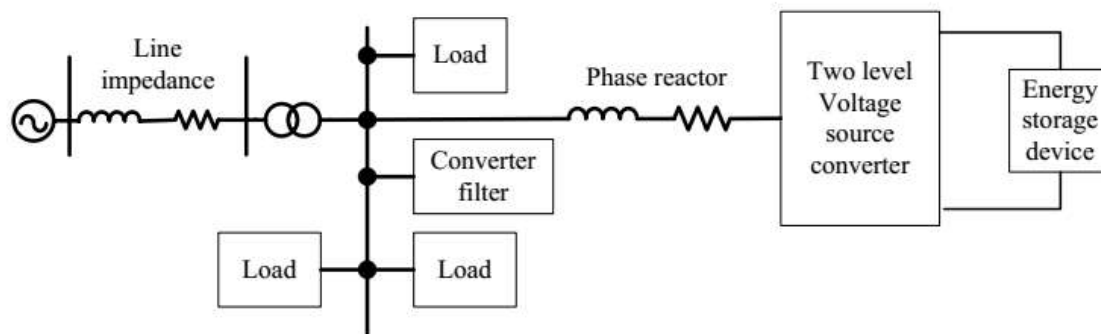 Line
impedance
Load
Phase reactor
Two level
Voltage
source
converter
Energy
storage
device
Converter
filter
Load
Load